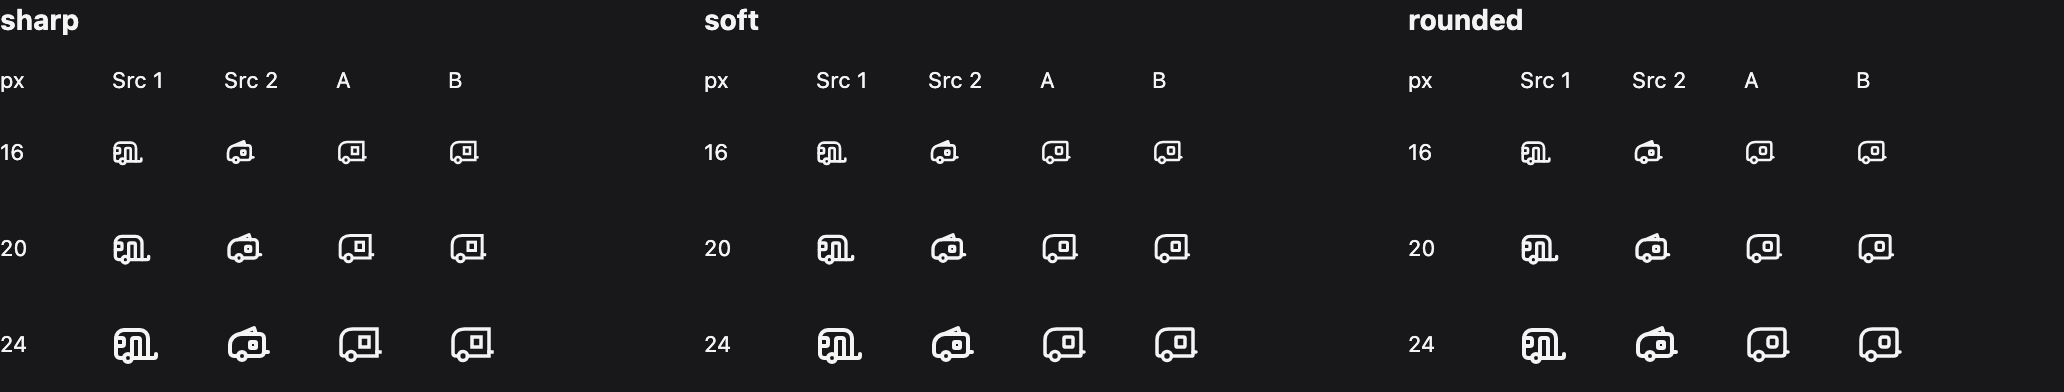 sharp soft rounded
px Src 1 Src 2 A B px Src 1 Src 2 A B px Src 1 Src 2 A B
16 16 16
20 20 20
24 24 24